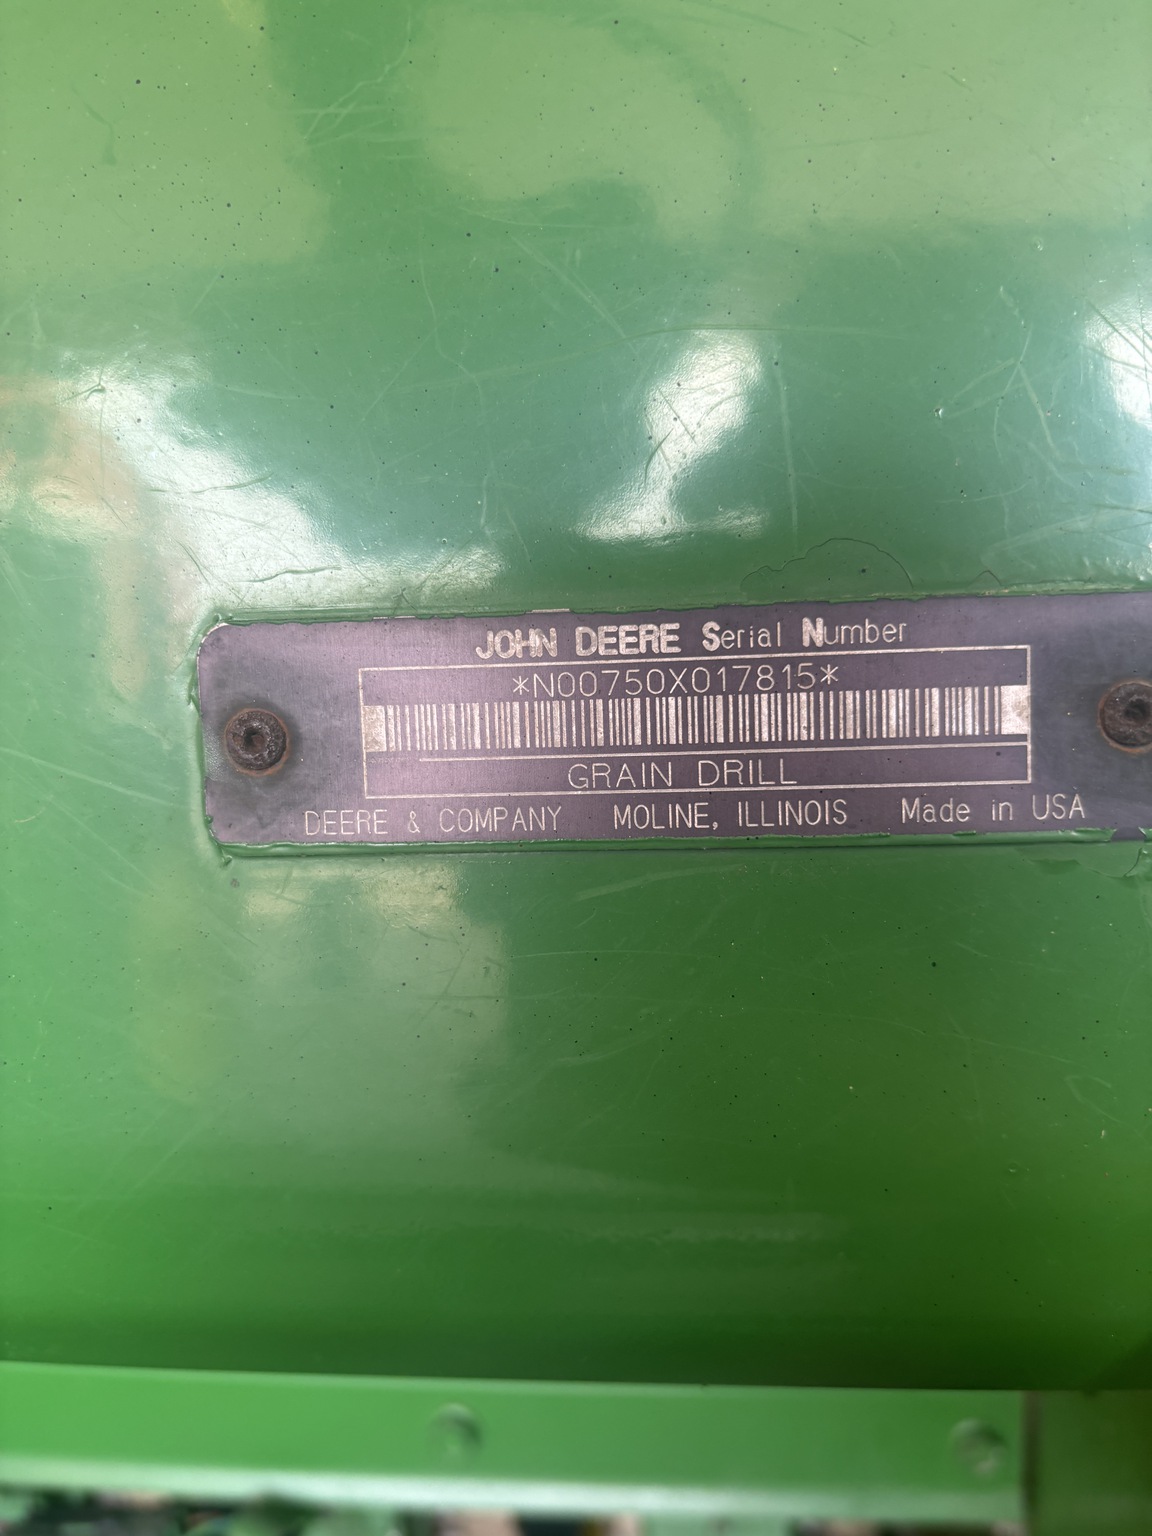 JOHN DEERE Serial Number
*N00750X017815*
GRAIN DRILL
DEERE & COMPANY MOLINE, ILLINOIS Made in USA